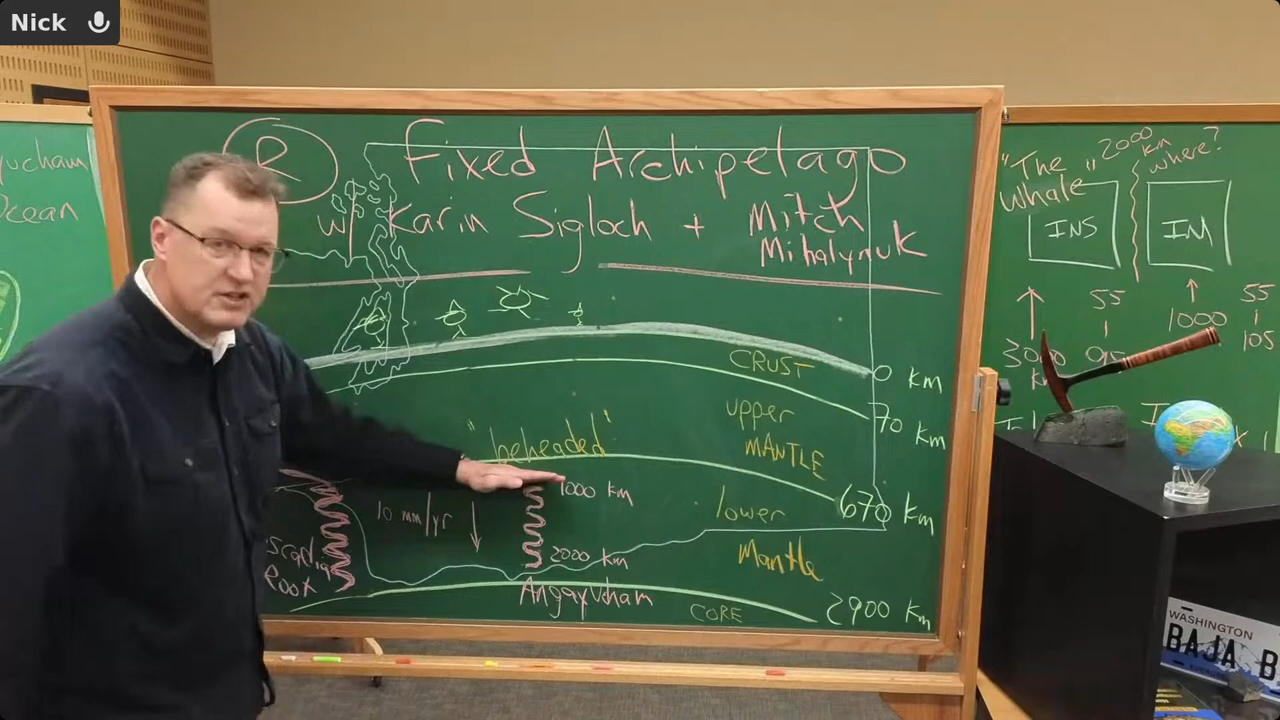 Nick
ucham
Ocean
R Fixed Archipelago
w/ Karin Sigloch + Mitch
Mihalynuk
CRUST
0 km
upper
MANTLE
70 km
"beheaded"
670 km
1000 km
10 mm/yr
lower
Mantle
2000 km
Root
Angayucham
CORE
2900 km
"The Whale"
2000 km
where?
INS
IM
55
1000
55
105
WASHINGTON
BAJA B